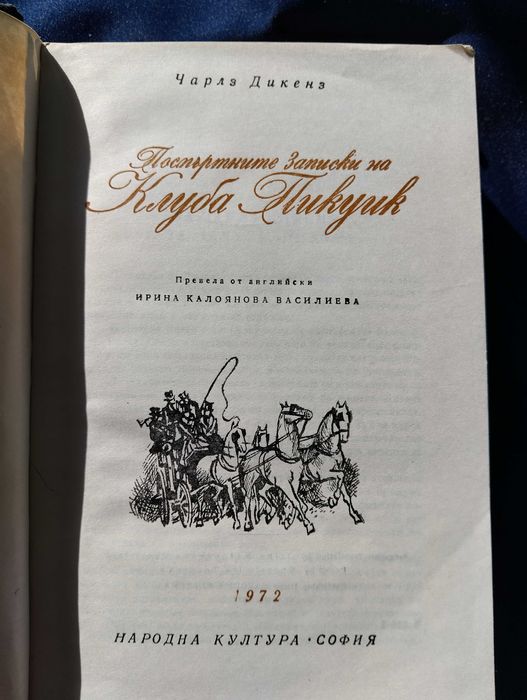 Чарлз Дикенз
Посмъртните записки на
Клуба Пикуик
Превела от английски
ИРИНА КАЛОЯНОВА ВАСИЛИЕВА
1972
НАРОДНА КУЛТУРА · СОФИЯ